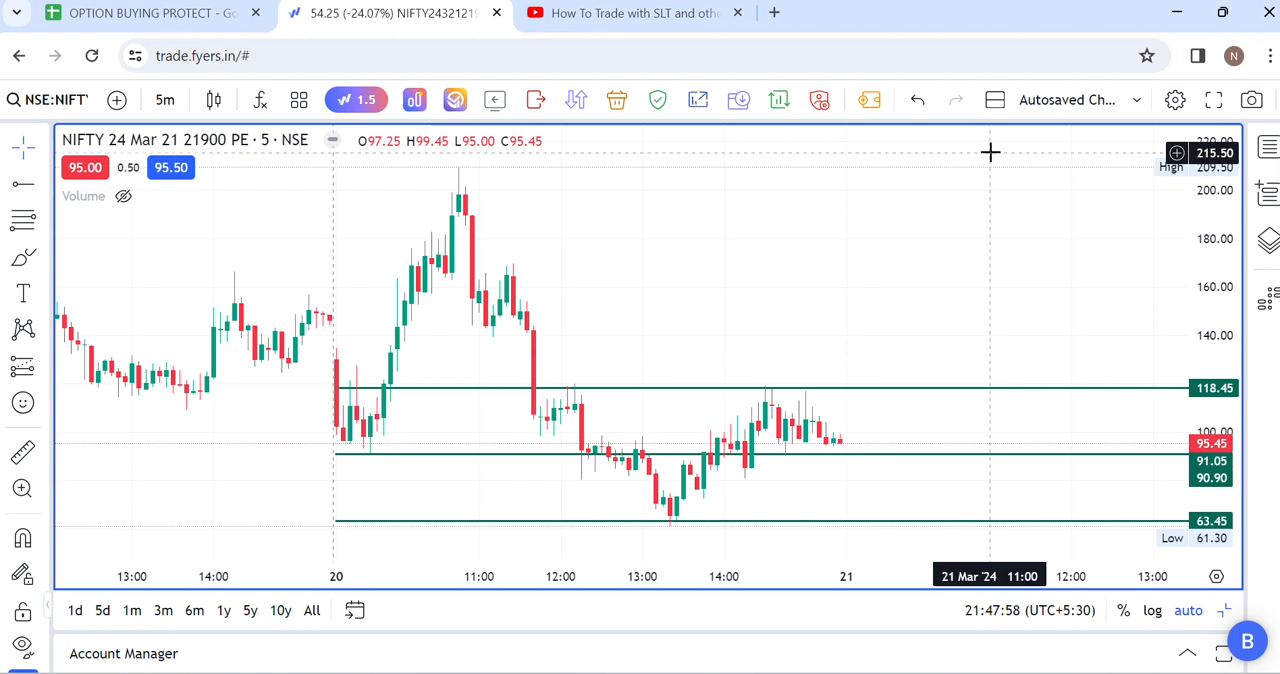 OPTION BUYING PROTECT - Go
54.25 (-24.07%) NIFTY24321219
How To Trade with SLT and othe
trade.fyers.in/#
N
NSE:NIFT
5m
1.5
Autosaved Ch...
NIFTY 24 Mar 21 21900 PE · 5 · NSE
O97.25 H99.45 L95.00 C95.45
95.00 0.50 95.50
Volume
215.50
High 209.50
200.00
180.00
160.00
140.00
118.45
100.00
95.45
91.05
90.90
63.45
Low 61.30
13:00 14:00 20 11:00 12:00 13:00 14:00 21 21 Mar '24 11:00 12:00 13:00
1d 5d 1m 3m 6m 1y 5y 10y All 21:47:58 (UTC+5:30) % log auto
B
Account Manager